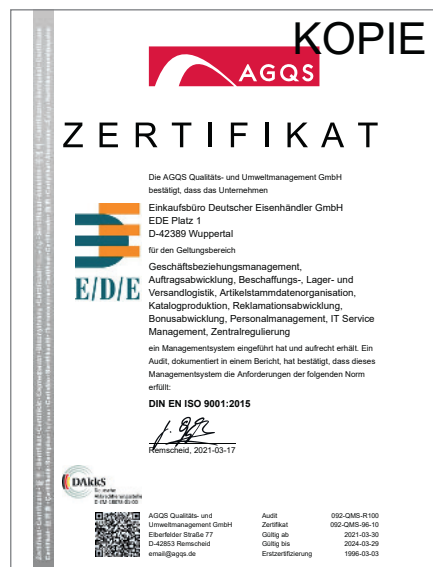 KOPIE
AGQS
ZERTIFIKAT
Die AGQS Qualitäts- und Umweltmanagement GmbH
bestätigt, dass das Unternehmen
Einkaufsbüro Deutscher Eisenhändler GmbH
EDE Platz 1
D-42389 Wuppertal
für den Geltungsbereich
Geschäftsbeziehungsmanagement,
Auftragsabwicklung, Beschaffungs-, Lager- und
Versandlogistik, Artikelstammdatenorganisation,
Katalogproduktion, Reklamationsabwicklung,
Bonusabwicklung, Personalmanagement, IT Service
Management, Zentralregulierung
E/D/E
ein Managementsystem eingeführt hat und aufrecht erhält. Ein
Audit, dokumentiert in einem Bericht, hat bestätigt, dass dieses
Managementsystem die Anforderungen der folgenden Norm
erfüllt:
DIN EN ISO 9001:2015
Remscheid, 2021-03-17
DAkkS
AGQS Qualitäts- und
Umweltmanagement GmbH
Elberfelder Straße 77
D-42853 Remscheid
email@agqs.de
Audit 092-QMS-R100
Zertifikat 092-QMS-96-10
Gültig ab 2021-03-30
Gültig bis 2024-03-29
Erstzertifizierung 1996-03-03